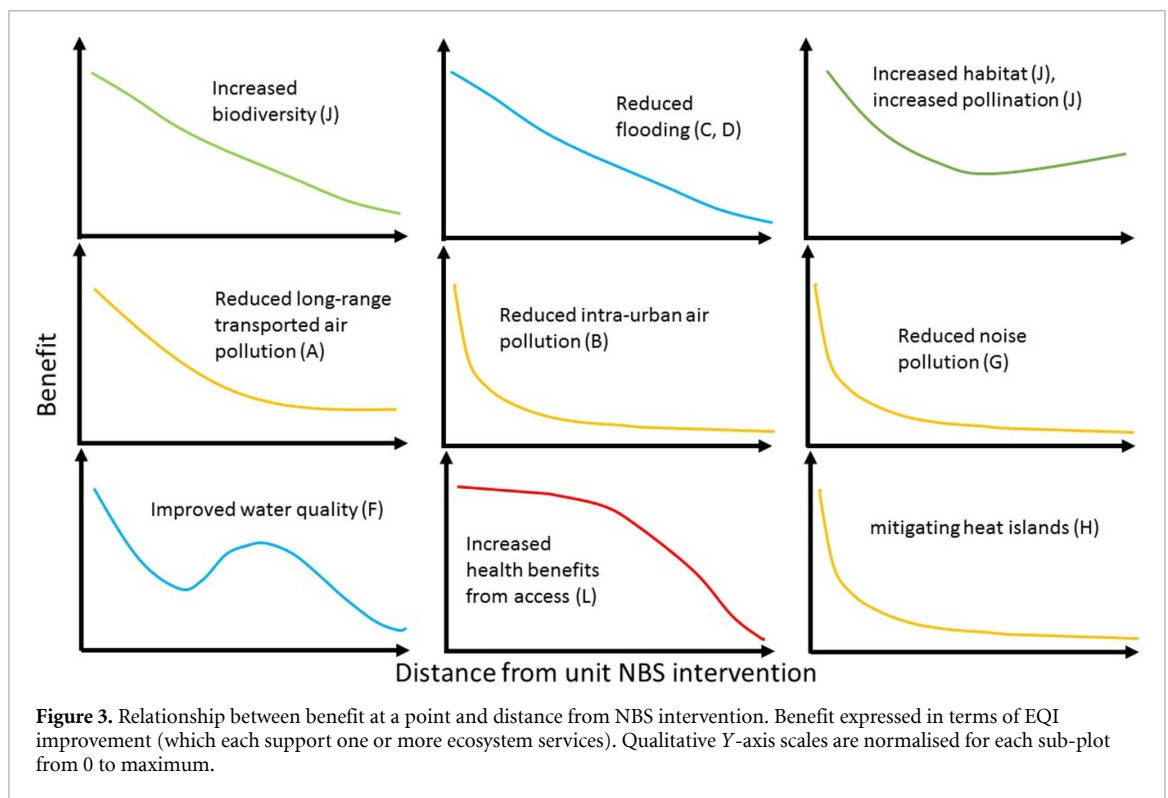 Increased
biodiversity (J)
Reduced
flooding (C, D)
Increased habitat (J),
increased pollination (J)
Reduced long-range
transported air
pollution (A)
Reduced intra-urban air
pollution (B)
Reduced noise
pollution (G)
Benefit
Improved water quality (F)
Increased
health benefits
from access (L)
mitigating heat islands (H)
Distance from unit NBS intervention
Figure 3. Relationship between benefit at a point and distance from NBS intervention. Benefit expressed in terms of EQI
improvement (which each support one or more ecosystem services). Qualitative Y-axis scales are normalised for each sub-plot
from 0 to maximum.